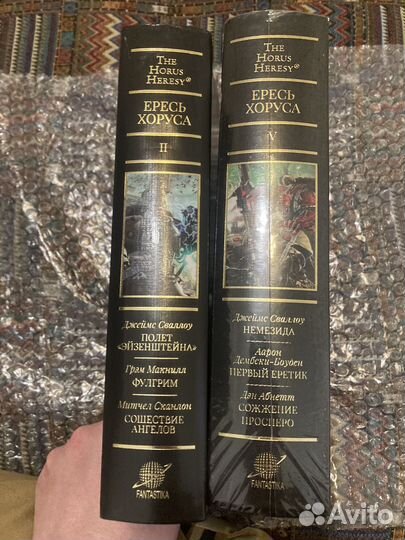 THE
HORUS
HERESY®
ЕРЕСЬ
ХОРУСА
II
Джеймс Сваллоу
ПОЛЕТ
«ЭЙЗЕНШТЕЙНА»
Грэм Макнилл
ФУЛГРИМ
Митчел Сканлон
СОШЕСТВИЕ
АНГЕЛОВ
FANTASTIKA
THE
HORUS
HERESY®
ЕРЕСЬ
ХОРУСА
V
Джеймс Сваллоу
НЕМЕЗИДА
Аарон
Дембски-Боуден
ПЕРВЫЙ ЕРЕТИК
Дэн Абнетт
СОЖЖЕНИЕ
ПРОСПЕРО
FANTASTIKA
Avito